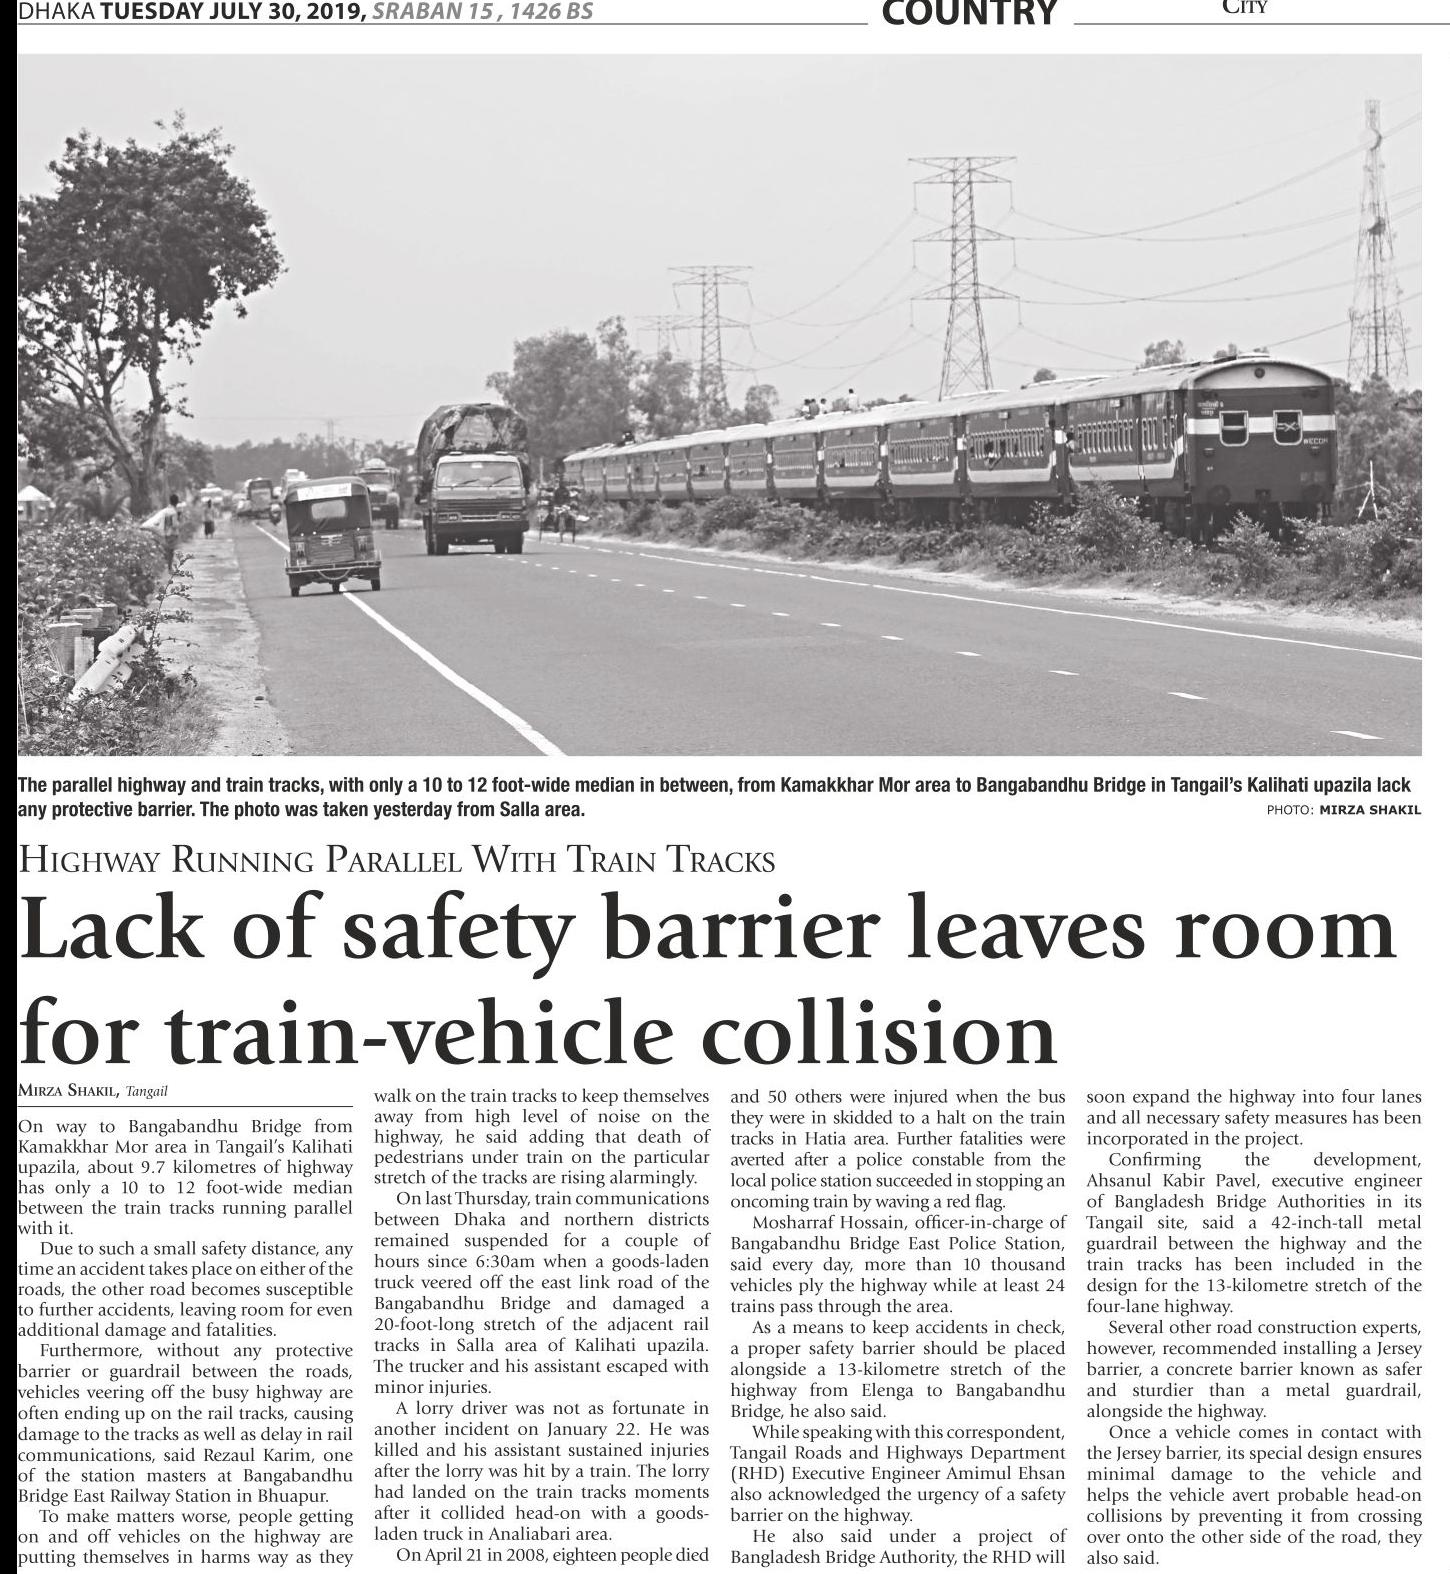 DHAKA TUESDAY JULY 30, 2019, SRABAN 15, 1426 BS
COUNTRY
CITY
WECDR
The parallel highway and train tracks, with only a 10 to 12 foot-wide median in between, from Kamakkhar Mor area to Bangabandhu Bridge in Tangail's Kalihati upazila lack
any protective barrier. The photo was taken yesterday from Salla area.
PHOTO: MIRZA SHAKIL
HIGHWAY RUNNING PARALLEL WITH TRAIN TRACKS
Lack of safety barrier leaves room
for train-vehicle collision
MIRZA SHAKIL, Tangail
On way to Bangabandhu Bridge from
Kamakkhar Mor area in Tangail's Kalihati
upazila, about 9.7 kilometres of highway
has only a 10 to 12 foot-wide median
between the train tracks running parallel
with it.
Due to such a small safety distance, any
time an accident takes place on either of the
roads, the other road becomes susceptible
to further accidents, leaving room for even
additional damage and fatalities.
Furthermore, without any protective
barrier or guardrail between the roads,
vehicles veering off the busy highway are
often ending up on the rail tracks, causing
damage to the tracks as well as delay in rail
communications, said Rezaul Karim, one
of the station masters at Bangabandhu
Bridge East Railway Station in Bhuapur.
To make matters worse, people getting
on and off vehicles on the highway are
putting themselves in harms way as they
walk on the train tracks to keep themselves
away from high level of noise on the
highway, he said adding that death of
pedestrians under train on the particular
stretch of the tracks are rising alarmingly.
On last Thursday, train communications
between Dhaka and northern districts
remained suspended for a couple of
hours since 6:30am when a goods-laden
truck veered off the east link road of the
Bangabandhu Bridge and damaged a
20-foot-long stretch of the adjacent rail
tracks in Salla area of Kalihati upazila.
The trucker and his assistant escaped with
minor injuries.
A lorry driver was not as fortunate in
another incident on January 22. He was
killed and his assistant sustained injuries
after the lorry was hit by a train. The lorry
had landed on the train tracks moments
after it collided head-on with a goods-
laden truck in Analiabari area.
On April 21 in 2008, eighteen people died
and 50 others were injured when the bus
they were in skidded to a halt on the train
tracks in Hatia area. Further fatalities were
averted after a police constable from the
local police station succeeded in stopping an
oncoming train by waving a red flag.
Mosharraf Hossain, officer-in-charge of
Bangabandhu Bridge East Police Station,
said every day, more than 10 thousand
vehicles ply the highway while at least 24
trains pass through the area.
As a means to keep accidents in check,
a proper safety barrier should be placed
alongside a 13-kilometre stretch of the
highway from Elenga to Bangabandhu
Bridge, he also said.
While speaking with this correspondent,
Tangail Roads and Highways Department
(RHD) Executive Engineer Amimul Ehsan
also acknowledged the urgency of a safety
barrier on the highway.
He also said under a project of
Bangladesh Bridge Authority, the RHD will
soon expand the highway into four lanes
and all necessary safety measures has been
incorporated in the project.
Confirming the development,
Ahsanul Kabir Pavel, executive engineer
of Bangladesh Bridge Authorities in its
Tangail site, said a 42-inch-tall metal
guardrail between the highway and the
train tracks has been included in the
design for the 13-kilometre stretch of the
four-lane highway.
Several other road construction experts,
however, recommended installing a Jersey
barrier, a concrete barrier known as safer
and sturdier than a metal guardrail,
alongside the highway.
Once a vehicle comes in contact with
the Jersey barrier, its special design ensures
minimal damage to the vehicle and
helps the vehicle avert probable head-on
collisions by preventing it from crossing
over onto the other side of the road, they
also said.